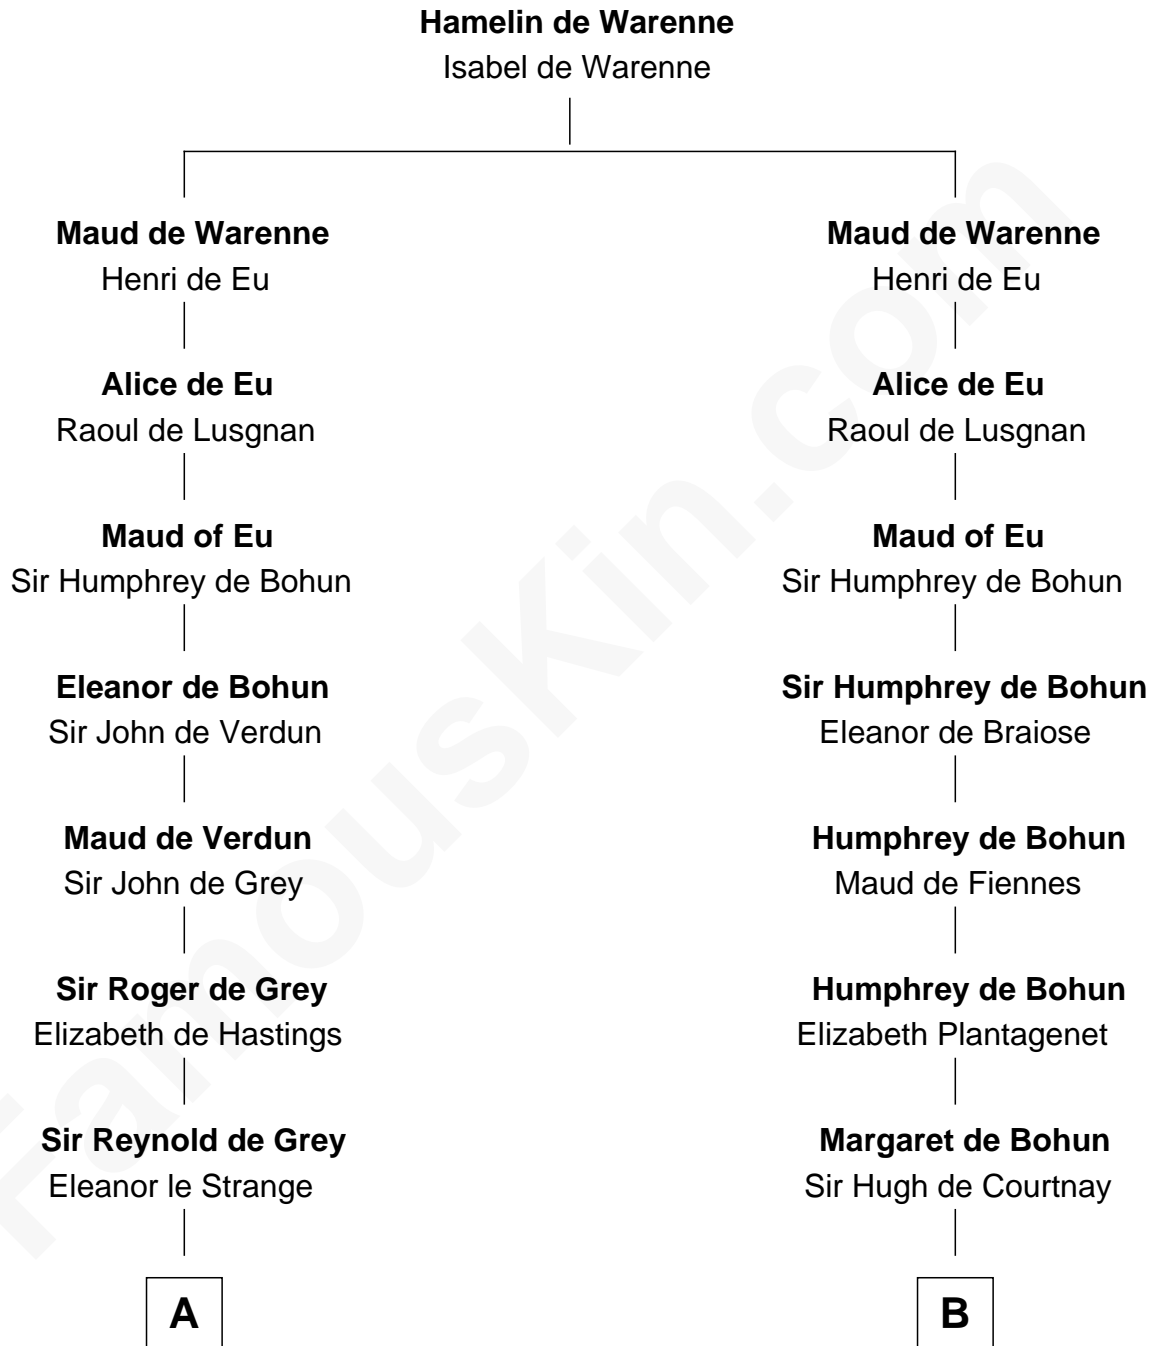 Hamelin de Warenne
Isabel de Warenne
Maud de Warenne
Henri de Eu
Alice de Eu
Raoul de Lusgnan
Maud of Eu
Sir Humphrey de Bohun
Eleanor de Bohun
Sir John de Verdun
Maud de Verdun
Sir John de Grey
Sir Roger de Grey
Elizabeth de Hastings
Sir Reynold de Grey
Eleanor le Strange
A
Maud de Warenne
Henri de Eu
Alice de Eu
Raoul de Lusgnan
Maud of Eu
Sir Humphrey de Bohun
Sir Humphrey de Bohun
Eleanor de Braiose
Humphrey de Bohun
Maud de Fiennes
Humphrey de Bohun
Elizabeth Plantagenet
Margaret de Bohun
Sir Hugh de Courtnay
B
FamousKin.com